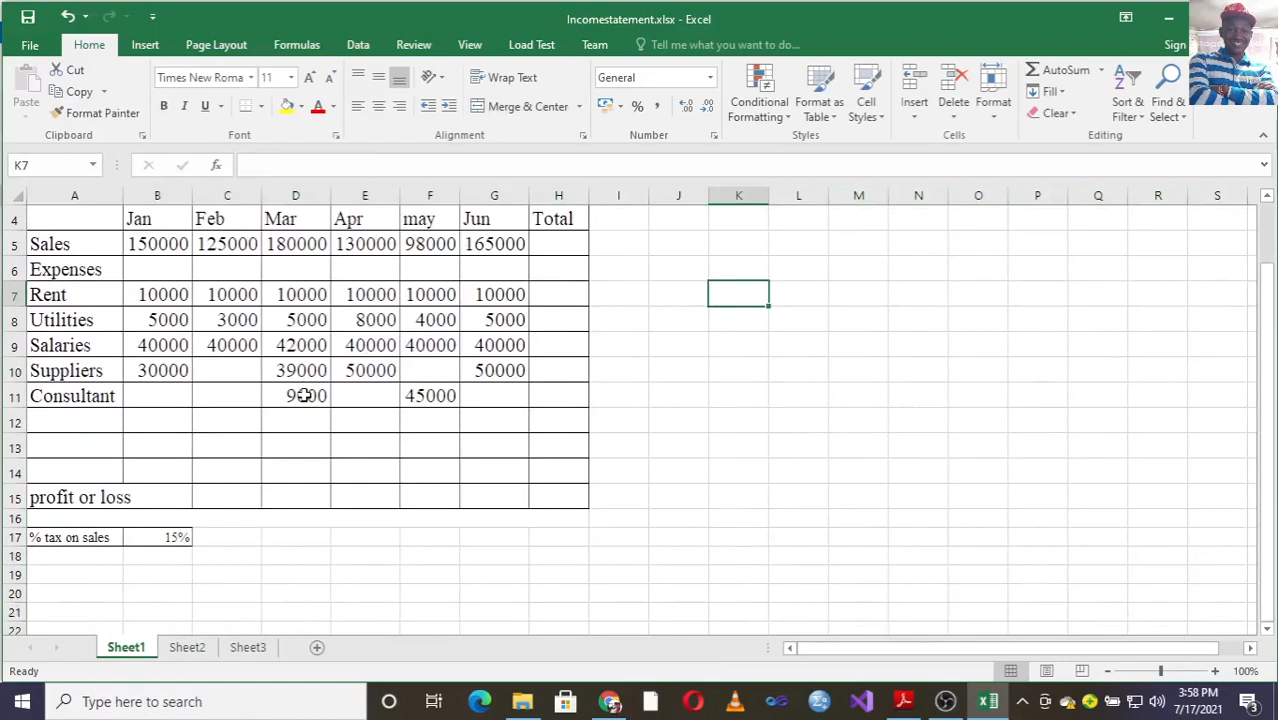 Incomestatement.xlsx - Excel
File Home Insert Page Layout Formulas Data Review View Load Test Team Tell me what you want to do... Sign
Paste Cut Copy Format Painter
Times New Roma 11
B I U A
Wrap Text
Merge & Center
General
% ,
Conditional Formatting Format as Table Cell Styles
Insert Delete Format
AutoSum Fill Clear
Sort & Filter Find & Select
Clipboard Font Alignment Number Styles Cells Editing
K7 fx
A B C D E F G H I J K L M N O P Q R S
4 Jan Feb Mar Apr may Jun Total
5 Sales 150000 125000 180000 130000 98000 165000
6 Expenses
7 Rent 10000 10000 10000 10000 10000 10000
8 Utilities 5000 3000 5000 8000 4000 5000
9 Salaries 40000 40000 42000 40000 40000 40000
10 Suppliers 30000 39000 50000 50000
11 Consultant 45000
12
13
14
15 profit or loss
16
17 % tax on sales 15%
18
19
20
21
22
Sheet1 Sheet2 Sheet3
Ready 100%
Type here to search
3:58 PM
7/17/2021
3